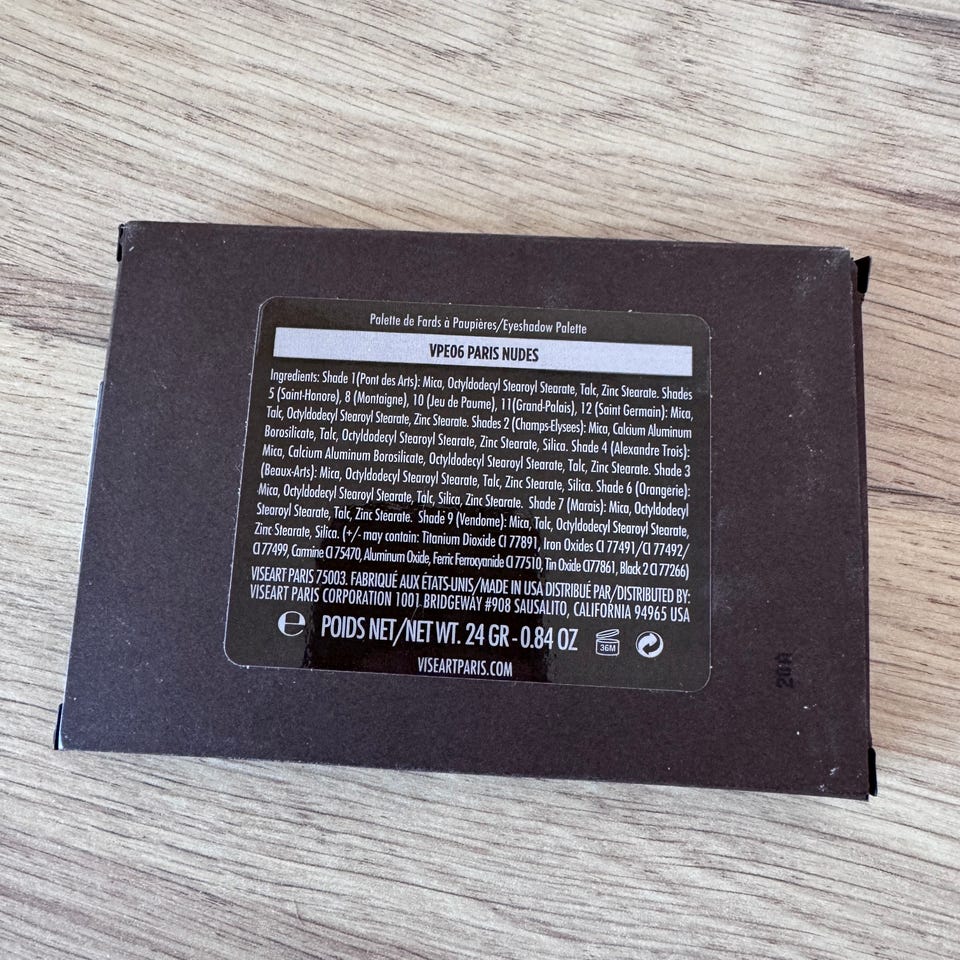 Palette de Fards à Paupières/Eyeshadow Palette
VPE06 PARIS NUDES
Ingredients: Shade 1(Pont des Arts): Mica, Octyldodecyl Stearoyl Stearate, Talc, Zinc Stearate. Shades
5 (Saint-Honore), 8 (Montaigne), 10 (Jeu de Paume), 11(Grand-Palais), 12 (Saint Germain): Mica,
Talc, Octyldodecyl Stearoyl Stearate, Zinc Stearate. Shades 2 (Champs-Elysees): Mica, Calcium Aluminum
Borosilicate, Talc, Octyldodecyl Stearoyl Stearate, Zinc Stearate, Silica. Shade 4 (Alexandre Trois):
Mica, Calcium Aluminum Borosilicate, Octyldodecyl Stearoyl Stearate, Talc, Zinc Stearate. Shade 3
(Beaux-Arts): Mica, Octyldodecyl Stearoyl Stearate, Talc, Zinc Stearate, Silica. Shade 6 (Orangerie):
Mica, Octyldodecyl Stearoyl Stearate, Talc, Silica, Zinc Stearate. Shade 7 (Marais): Mica, Octyldodecyl
Stearoyl Stearate, Talc, Zinc Stearate. Shade 9 (Vendome): Mica, Talc, Octyldodecyl Stearoyl Stearate,
Zinc Stearate, Silica. (+/- may contain: Titanium Dioxide CI 77891, Iron Oxides CI 77491/CI 77492/
CI 77499, Carmine CI 75470, Aluminum Oxide, Ferric Ferrocyanide CI 77510, Tin Oxide CI77861, Black 2 CI 77266)
VISEART PARIS 75003. FABRIQUÉ AUX ÉTATS-UNIS/MADE IN USA DISTRIBUÉ PAR/DISTRIBUTED BY:
VISEART PARIS CORPORATION 1001 BRIDGEWAY #908 SAUSALITO, CALIFORNIA 94965 USA
℮ POIDS NET/NET WT. 24 GR - 0.84 OZ 36M
VISEARTPARIS.COM